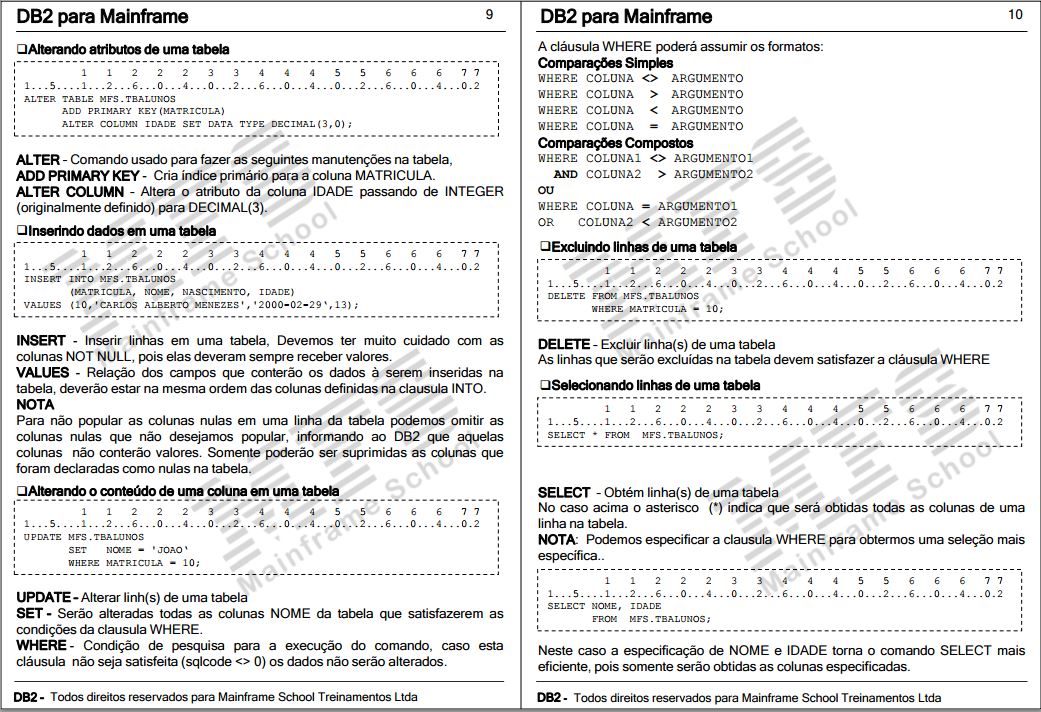 DB2 para Mainframe 9
❑Alterando atributos de uma tabela
1 1 2 2 2 3 3 4 4 4 5 5 6 6 6 7 7
1...5....1...2...6...0...4...0...2...6...0...4...0...2...6...0...4...0.2
ALTER TABLE MFS.TBALUNOS
ADD PRIMARY KEY(MATRICULA)
ALTER COLUMN IDADE SET DATA TYPE DECIMAL(3,0);
ALTER - Comando usado para fazer as seguintes manutenções na tabela,
ADD PRIMARY KEY - Cria índice primário para a coluna MATRICULA.
ALTER COLUMN - Altera o atributo da coluna IDADE passando de INTEGER
(originalmente definido) para DECIMAL(3).
❑Inserindo dados em uma tabela
1 1 2 2 2 3 3 4 4 4 5 5 6 6 6 7 7
1...5....1...2...6...0...4...0...2...6...0...4...0...2...6...0...4...0.2
INSERT INTO MFS.TBALUNOS
(MATRICULA, NOME, NASCIMENTO, IDADE)
VALUES (10,'CARLOS ALBERTO MENEZES','2000-02-29‘,13);
INSERT - Inserir linhas em uma tabela, Devemos ter muito cuidado com as
colunas NOT NULL, pois elas deveram sempre receber valores.
VALUES - Relação dos campos que conterão os dados à serem inseridas na
tabela, deverão estar na mesma ordem das colunas definidas na clausula INTO.
NOTA
Para não popular as colunas nulas em uma linha da tabela podemos omitir as
colunas nulas que não desejamos popular, informando ao DB2 que aquelas
colunas não conterão valores. Somente poderão ser suprimidas as colunas que
foram declaradas como nulas na tabela.
❑Alterando o conteúdo de uma coluna em uma tabela
1 1 2 2 2 3 3 4 4 4 5 5 6 6 6 7 7
1...5....1...2...6...0...4...0...2...6...0...4...0...2...6...0...4...0.2
UPDATE MFS.TBALUNOS
SET NOME = 'JOAO‘
WHERE MATRICULA = 10;
UPDATE - Alterar linh(s) de uma tabela
SET - Serão alteradas todas as colunas NOME da tabela que satisfazerem as
condições da clausula WHERE.
WHERE - Condição de pesquisa para a execução do comando, caso esta
cláusula não seja satisfeita (sqlcode <> 0) os dados não serão alterados.
DB2 - Todos direitos reservados para Mainframe School Treinamentos Ltda
DB2 para Mainframe 10
A cláusula WHERE poderá assumir os formatos:
Comparações Simples
WHERE COLUNA <> ARGUMENTO
WHERE COLUNA > ARGUMENTO
WHERE COLUNA < ARGUMENTO
WHERE COLUNA = ARGUMENTO
Comparações Compostos
WHERE COLUNA1 <> ARGUMENTO1
AND COLUNA2 > ARGUMENTO2
OU
WHERE COLUNA = ARGUMENTO1
OR COLUNA2 < ARGUMENTO2
❑Excluindo linhas de uma tabela
1 1 2 2 2 3 3 4 4 4 5 5 6 6 6 7 7
1...5....1...2...6...0...4...0...2...6...0...4...0...2...6...0...4...0.2
DELETE FROM MFS.TBALUNOS
WHERE MATRICULA = 10;
DELETE - Excluir linha(s) de uma tabela
As linhas que serão excluídas na tabela devem satisfazer a cláusula WHERE
❑Selecionando linhas de uma tabela
1 1 2 2 2 3 3 4 4 4 5 5 6 6 6 7 7
1...5....1...2...6...0...4...0...2...6...0...4...0...2...6...0...4...0.2
SELECT * FROM MFS.TBALUNOS;
SELECT - Obtém linha(s) de uma tabela
No caso acima o asterisco (*) indica que será obtidas todas as colunas de uma
linha na tabela.
NOTA: Podemos especificar a clausula WHERE para obtermos uma seleção mais
específica..
1 1 2 2 2 3 3 4 4 4 5 5 6 6 6 7 7
1...5....1...2...6...0...4...0...2...6...0...4...0...2...6...0...4...0.2
SELECT NOME, IDADE
FROM MFS.TBALUNOS;
Neste caso a especificação de NOME e IDADE torna o comando SELECT mais
eficiente, pois somente serão obtidas as colunas especificadas.
DB2 - Todos direitos reservados para Mainframe School Treinamentos Ltda
Mainframe School
Mainframe School
Mainframe School
Mainframe School